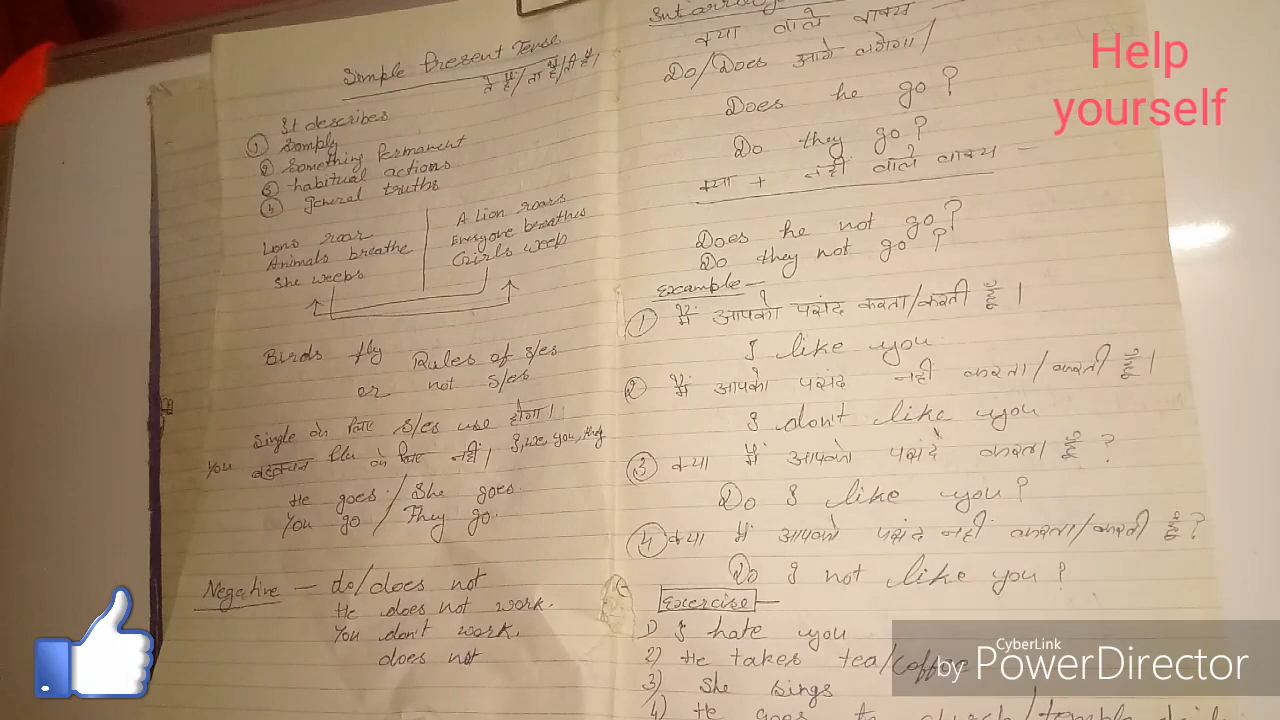 Simple Present Tense
ते हैं/ता है/ती है।
It describes
① Simply
② Something Permanent
③ habitual actions
④ general truths
Lons roar
Animals breathe
She weeps
A Lion roars
Everyone breathes
Girls weep
Birds fly Rules of s/es
or not s/es
Single के लिए s/es use होगा।
You बहुवचन Plu के लिए नहीं। I, we, you, they
He goes / She goes.
You go / They go.
Negative — do/does not
He does not work.
You don't work.
does not
क्या वाले वाक्य —
Do/Does आगे लगेगा/
Does he go?
Do they go?
क्या + नहीं वाले वाक्य —
Does he not go?
Do they not go?
Example —
① मैं आपको पसंद करता/करती हूँ।
I like you.
② मैं आपको पसंद नहीं करता/करती हूँ।
I don't like you
③ क्या मैं आपको पसंद करता हूँ?
Do I like you?
④ क्या मैं आपको पसंद नहीं करता/करती हूँ?
Do I not like you?
Exercise —
1) I hate you
2) He takes tea/coffee
3) She sings
4) He goes to church/temple
Help
yourself
CyberLink
by PowerDirector